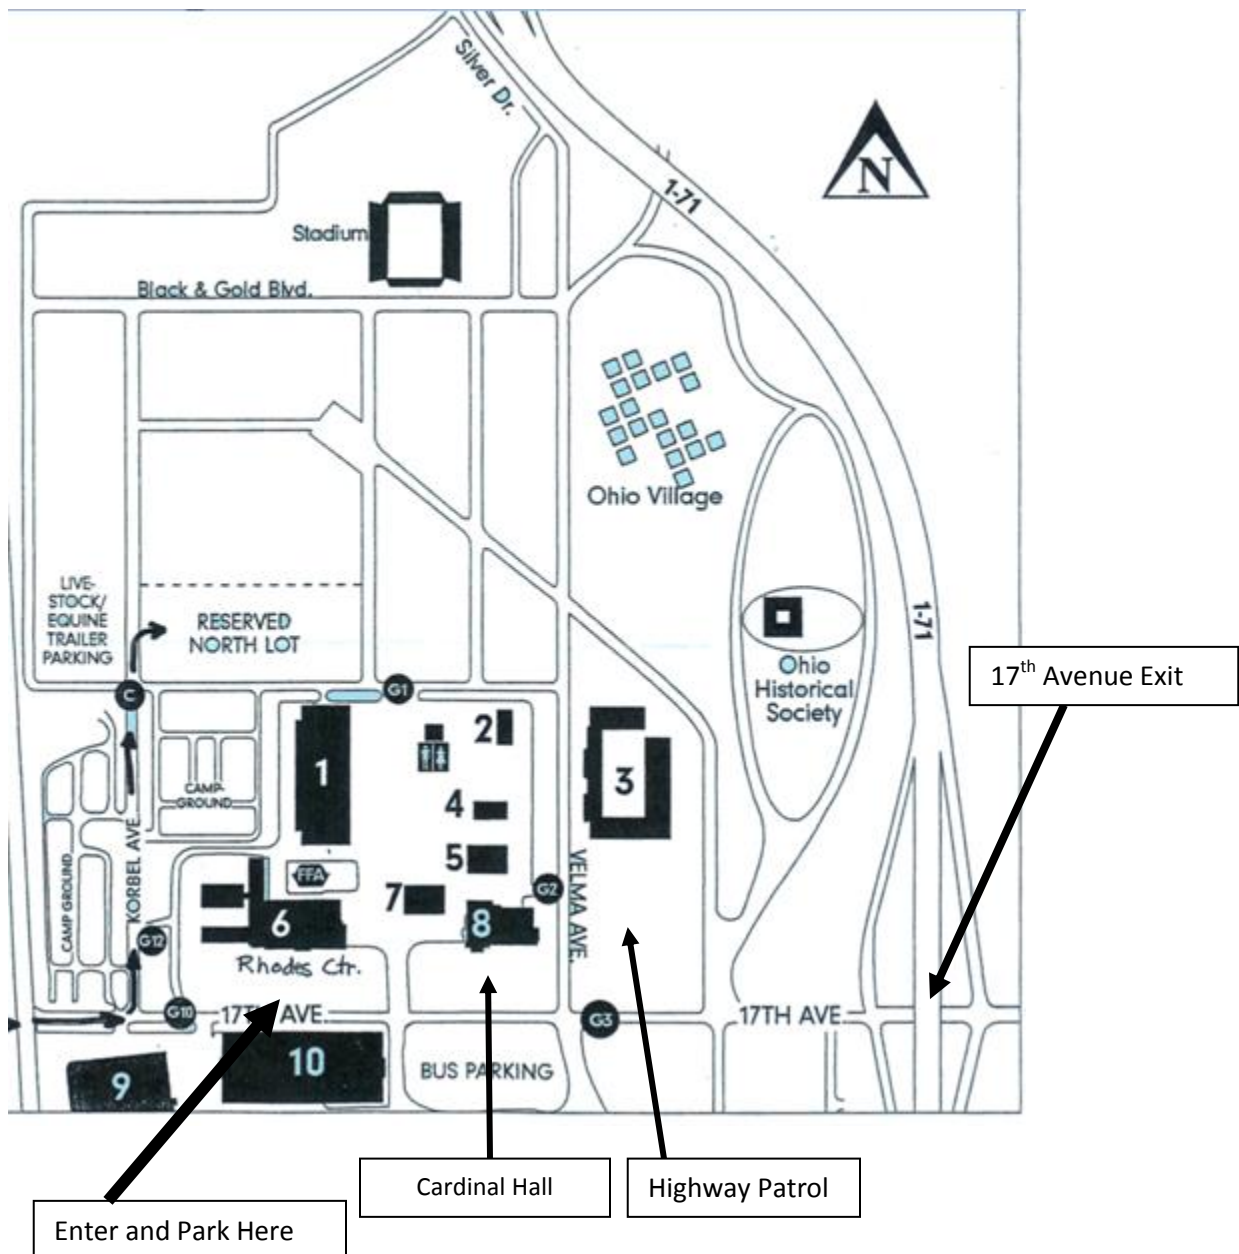 Silver Dr.
N
1-71
Stadium
Black & Gold Blvd.
Ohio Village
LIVE-
STOCK/
EQUINE
TRAILER
PARKING
RESERVED
NORTH LOT
1-71
Ohio
Historical
Society
17th Avenue Exit
C
G1
2
1
3
CAMP-
GROUND
4
KORBEL AVE.
5
VELMA AVE.
FFA
G2
7
CAMP GROUND
6
8
G12
Rhodes Ctr.
G10
17TH AVE.
G3
17TH AVE.
9
10
BUS PARKING
Cardinal Hall
Highway Patrol
Enter and Park Here